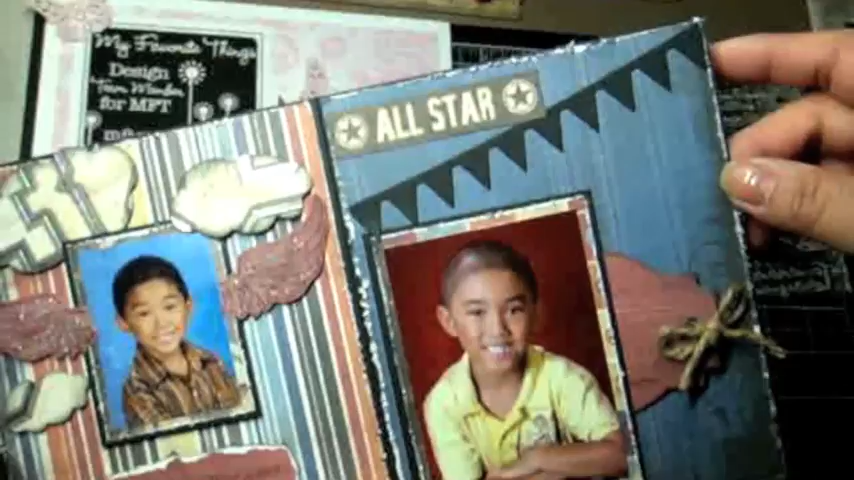 My Favorite Things
Design
Team Member
for MFT
ALL STAR